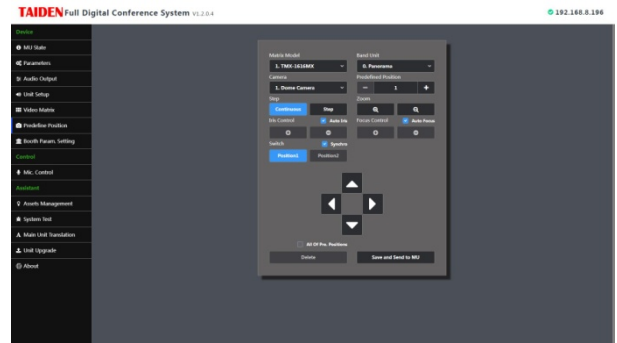 TAIDEN Full Digital Conference System V1.2.0.4
192.168.8.196
Device
MU State
Parameters
Audio Output
Unit Setup
Video Matrix
Predefine Position
Booth Param. Setting
Control
Mic. Control
Assistant
Assets Management
System Test
Main Unit Translation
Unit Upgrade
About
Matrix Model Band Unit
1. TMX-1616MX 0. Panorama
Camera Predefined Position
1. Dome Camera − 1 +
Step Zoom
Continuous Stop
Iris Control Auto Iris Focus Control Auto Focus
Switch Synchro
Position1 Position2
All Of Pre. Positions
Delete Save and Send to MU